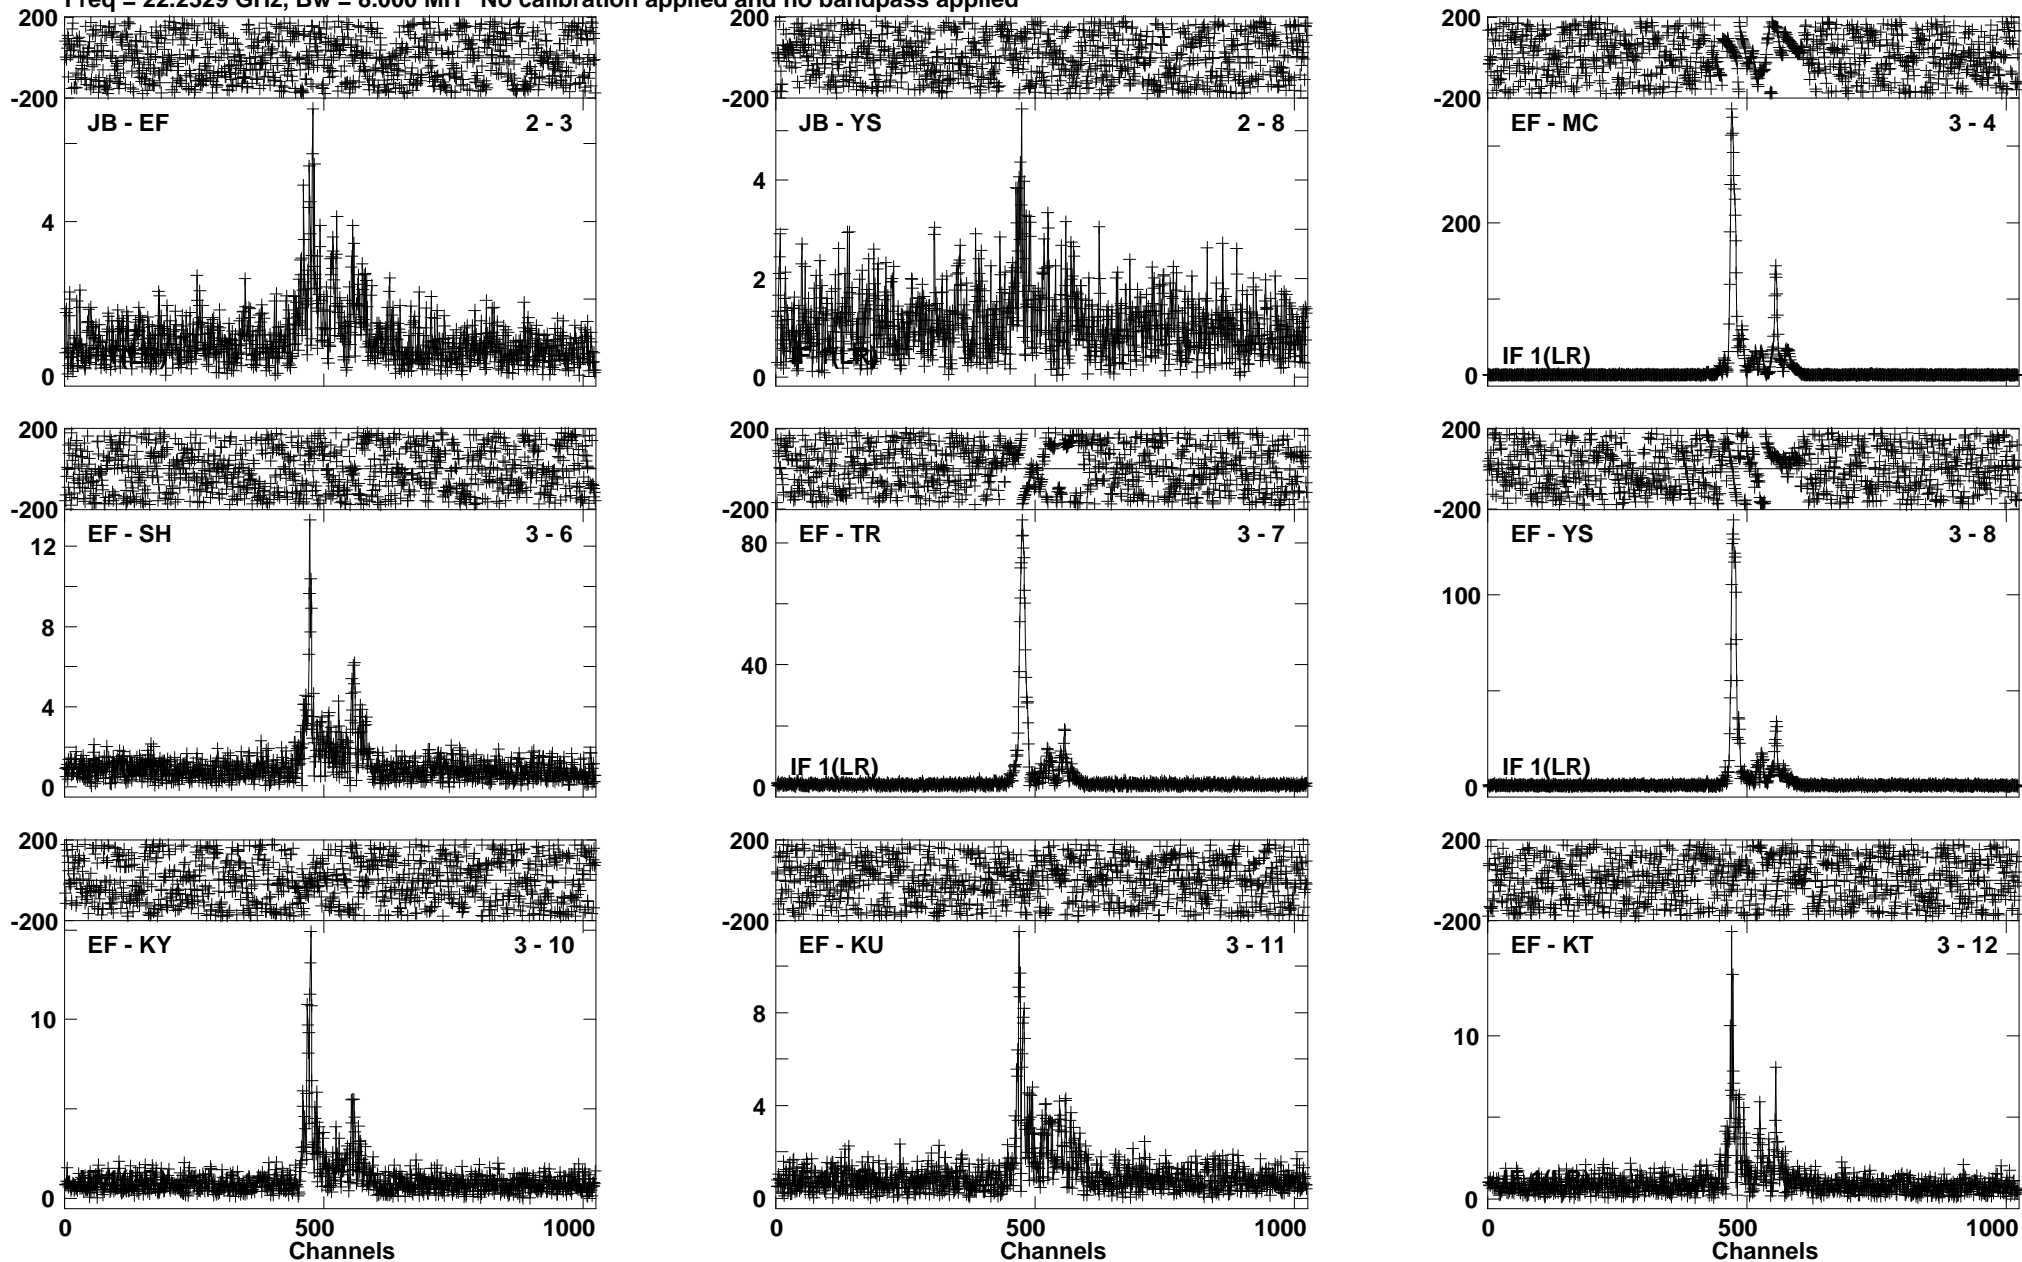 Freq = 22.2329 GHz, Bw = 8.000 MH No calibration applied and no bandpass applied
200
-200
JB - EF 2 - 3
4
0
200
-200
JB - YS 2 - 8
4
2
0
IF 1(LR)
200
-200
EF - MC 3 - 4
200
0
IF 1(LR)
200
-200
EF - SH 3 - 6
12
8
4
0
200
-200
EF - TR 3 - 7
80
40
0
IF 1(LR)
200
-200
EF - YS 3 - 8
100
0
IF 1(LR)
200
-200
EF - KY 3 - 10
10
0
0 500 1000
Channels
200
-200
EF - KU 3 - 11
8
4
0
0 500 1000
200
-200
EF - KT 3 - 12
10
0
0 500 1000
Channels